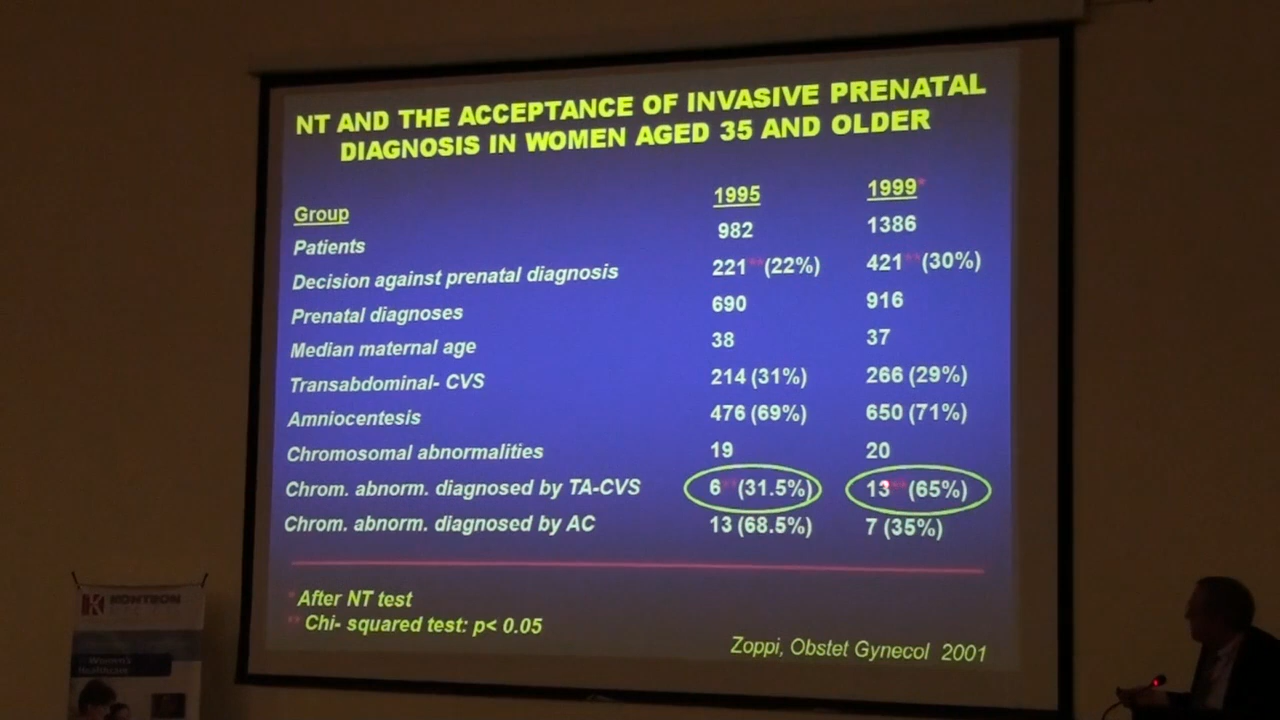 NT AND THE ACCEPTANCE OF INVASIVE PRENATAL
DIAGNOSIS IN WOMEN AGED 35 AND OLDER
Group 1995 1999*
Patients 982 1386
Decision against prenatal diagnosis 221**(22%) 421**(30%)
Prenatal diagnoses 690 916
Median maternal age 38 37
Transabdominal- CVS 214 (31%) 266 (29%)
Amniocentesis 476 (69%) 650 (71%)
Chromosomal abnormalities 19 20
Chrom. abnorm. diagnosed by TA-CVS 6** (31.5%) 13** (65%)
Chrom. abnorm. diagnosed by AC 13 (68.5%) 7 (35%)
* After NT test
** Chi- squared test: p< 0.05
Zoppi, Obstet Gynecol 2001
Women's
Healthcare